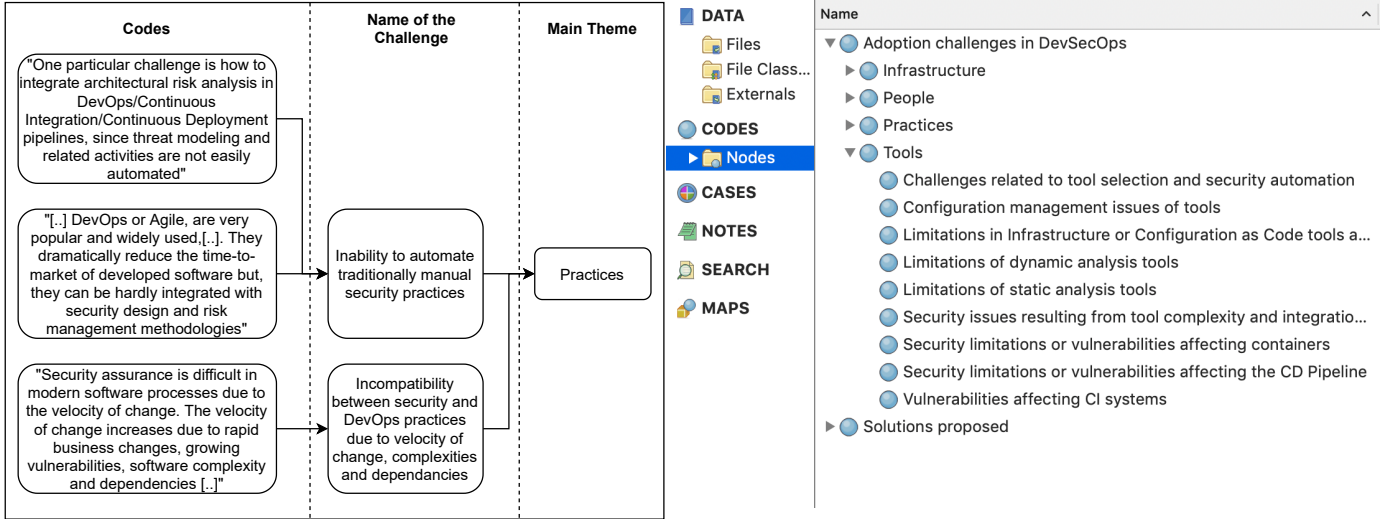 Codes
Name of the
Challenge
Main Theme
"One particular challenge is how to
integrate architectural risk analysis in
DevOps/Continuous
Integration/Continuous Deployment
pipelines, since threat modeling and
related activities are not easily
automated"
"[..] DevOps or Agile, are very
popular and widely used,[..]. They
dramatically reduce the time-to-
market of developed software but,
they can be hardly integrated with
security design and risk
management methodologies"
Inability to automate
traditionally manual
security practices
Practices
"Security assurance is difficult in
modern software processes due to
the velocity of change. The velocity
of change increases due to rapid
business changes, growing
vulnerabilities, software complexity
and dependencies [..]"
Incompatibility
between security and
DevOps practices
due to velocity of
change, complexities
and dependancies
DATA
Files
File Class...
Externals
CODES
Nodes
CASES
NOTES
SEARCH
MAPS
Name
Adoption challenges in DevSecOps
Infrastructure
People
Practices
Tools
Challenges related to tool selection and security automation
Configuration management issues of tools
Limitations in Infrastructure or Configuration as Code tools a...
Limitations of dynamic analysis tools
Limitations of static analysis tools
Security issues resulting from tool complexity and integratio...
Security limitations or vulnerabilities affecting containers
Security limitations or vulnerabilities affecting the CD Pipeline
Vulnerabilities affecting CI systems
Solutions proposed